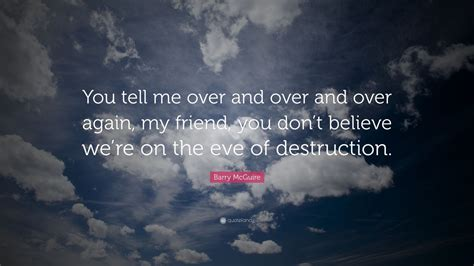 You tell me over and over and over
again, my friend, you don't believe
we're on the eve of destruction.
Barry McGuire
quotefancy